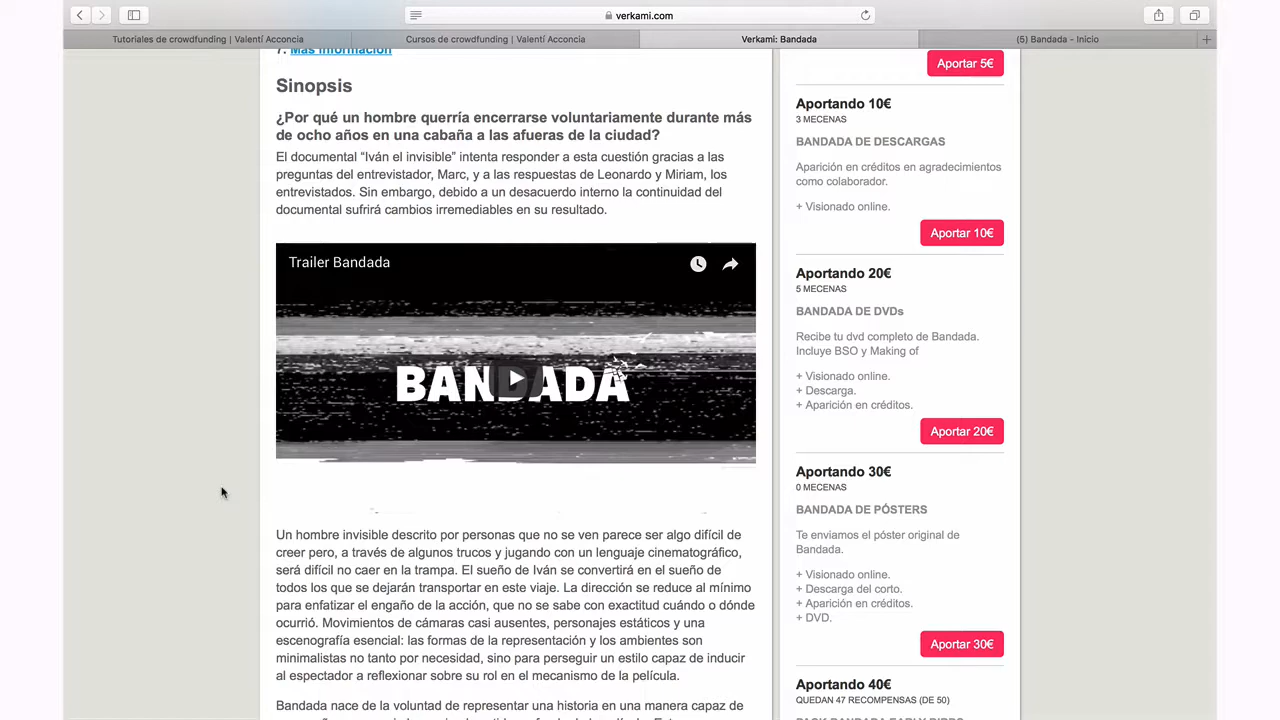 verkami.com
Tutoriales de crowdfunding | Valentí Acconcia
Cursos de crowdfunding | Valentí Acconcia
Verkami: Bandada
(5) Bandada - Inicio
7. Más información
Sinopsis
¿Por qué un hombre querría encerrarse voluntariamente durante más
de ocho años en una cabaña a las afueras de la ciudad?
El documental “Iván el invisible” intenta responder a esta cuestión gracias a las
preguntas del entrevistador, Marc, y a las respuestas de Leonardo y Miriam, los
entrevistados. Sin embargo, debido a un desacuerdo interno la continuidad del
documental sufrirá cambios irremediables en su resultado.
Trailer Bandada
BANDADA
Un hombre invisible descrito por personas que no se ven parece ser algo difícil de
creer pero, a través de algunos trucos y jugando con un lenguaje cinematográfico,
será difícil no caer en la trampa. El sueño de Iván se convertirá en el sueño de
todos los que se dejarán transportar en este viaje. La dirección se reduce al mínimo
para enfatizar el engaño de la acción, que no se sabe con exactitud cuándo o dónde
ocurrió. Movimientos de cámaras casi ausentes, personajes estáticos y una
escenografía esencial: las formas de la representación y los ambientes son
minimalistas no tanto por necesidad, sino para perseguir un estilo capaz de inducir
al espectador a reflexionar sobre su rol en el mecanismo de la película.
Bandada nace de la voluntad de representar una historia en una manera capaz de
Aportar 5€
Aportando 10€
3 MECENAS
BANDADA DE DESCARGAS
Aparición en créditos en agradecimientos
como colaborador.
+ Visionado online.
Aportar 10€
Aportando 20€
5 MECENAS
BANDADA DE DVDs
Recibe tu dvd completo de Bandada.
Incluye BSO y Making of
+ Visionado online.
+ Descarga.
+ Aparición en créditos.
Aportar 20€
Aportando 30€
0 MECENAS
BANDADA DE PÓSTERS
Te enviamos el póster original de
Bandada.
+ Visionado online.
+ Descarga del corto.
+ Aparición en créditos.
+ DVD.
Aportar 30€
Aportando 40€
QUEDAN 47 RECOMPENSAS (DE 50)
PACK BANDADA EARLY BIRDS